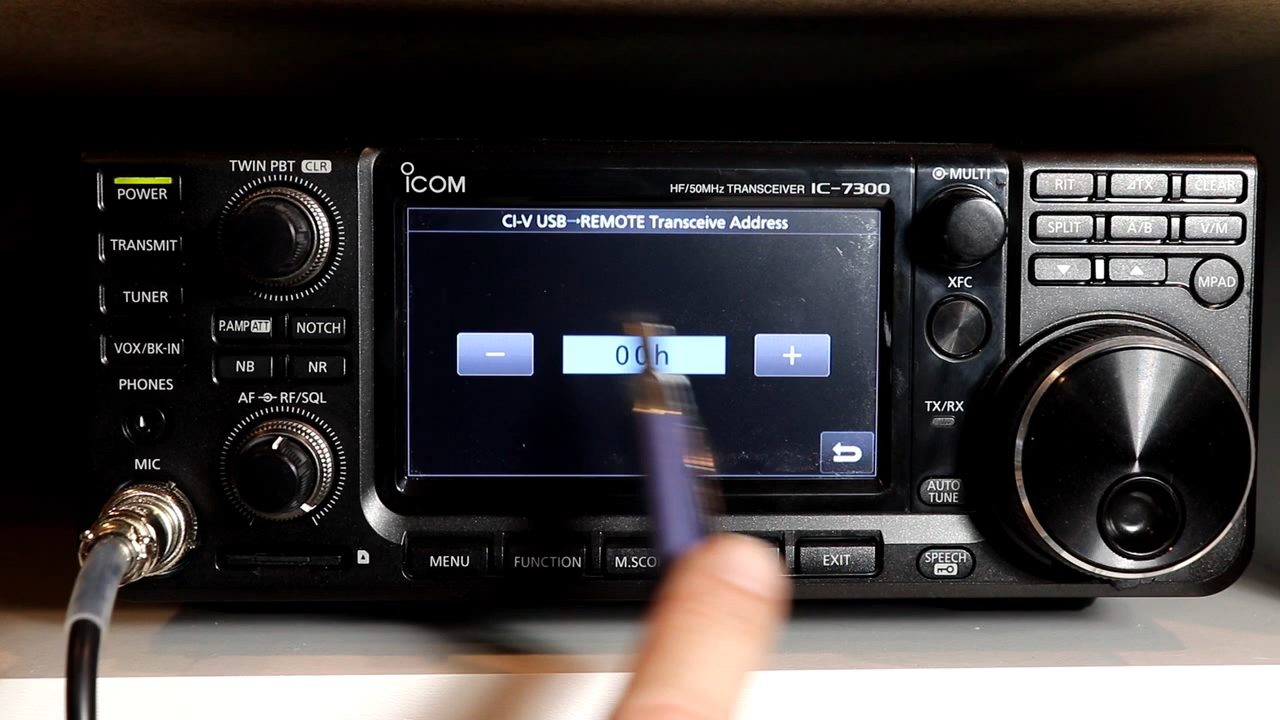 TWIN PBT CLR
POWER
TRANSMIT
TUNER
VOX/BK-IN
P.AMP ATT
NOTCH
NB
NR
PHONES
AF RF/SQL
MIC
ICOM
HF/50MHz TRANSCEIVER IC-7300
CI-V USB→REMOTE Transceive Address
−
00h
+
MENU
FUNCTION
M.SCO
EXIT
MULTI
XFC
TX/RX
AUTO
TUNE
SPEECH
RIT
⊿TX
CLEAR
SPLIT
A/B
V/M
MPAD